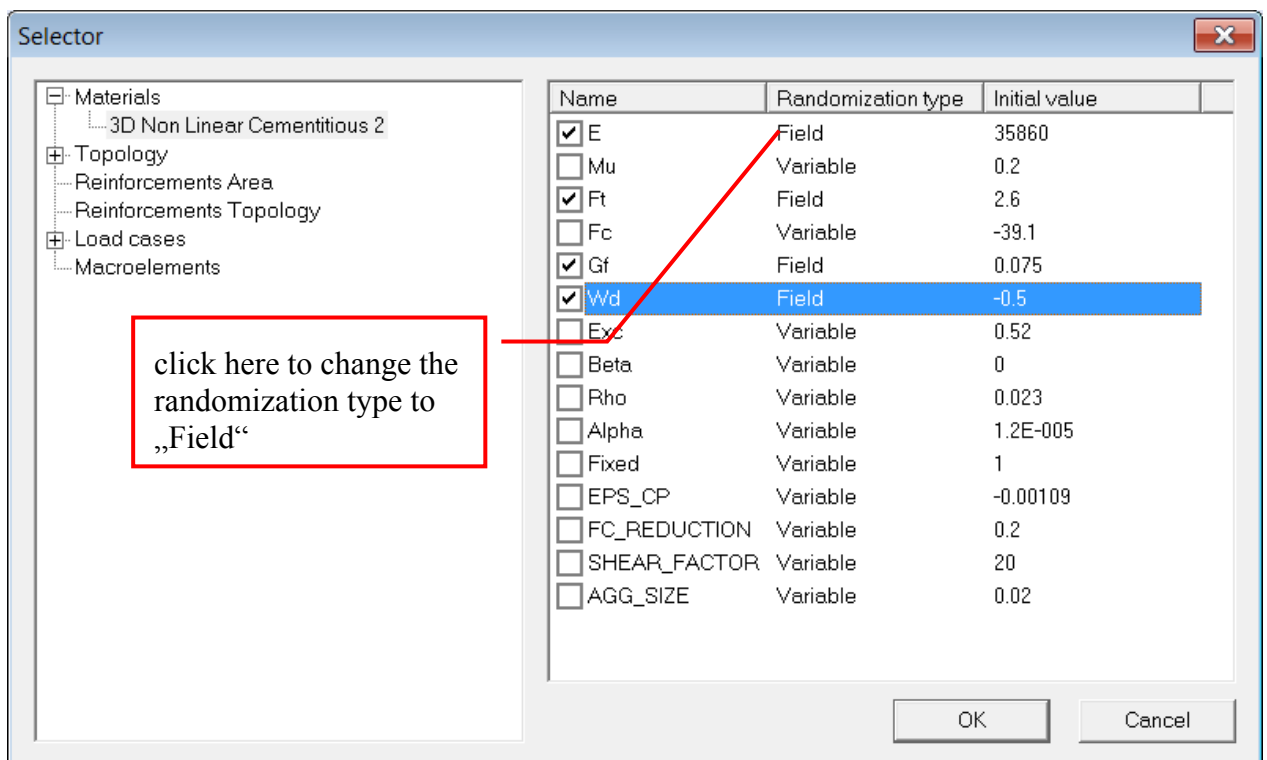 Selector
Materials
3D Non Linear Cementitious 2
Topology
Reinforcements Area
Reinforcements Topology
Load cases
Macroelements
click here to change the
randomization type to
„Field“
Name Randomization type Initial value
E Field 35860
Mu Variable 0.2
Ft Field 2.6
Fc Variable -39.1
Gf Field 0.075
Wd Field -0.5
Exc Variable 0.52
Beta Variable 0
Rho Variable 0.023
Alpha Variable 1.2E-005
Fixed Variable 1
EPS_CP Variable -0.00109
FC_REDUCTION Variable 0.2
SHEAR_FACTOR Variable 20
AGG_SIZE Variable 0.02
OK Cancel